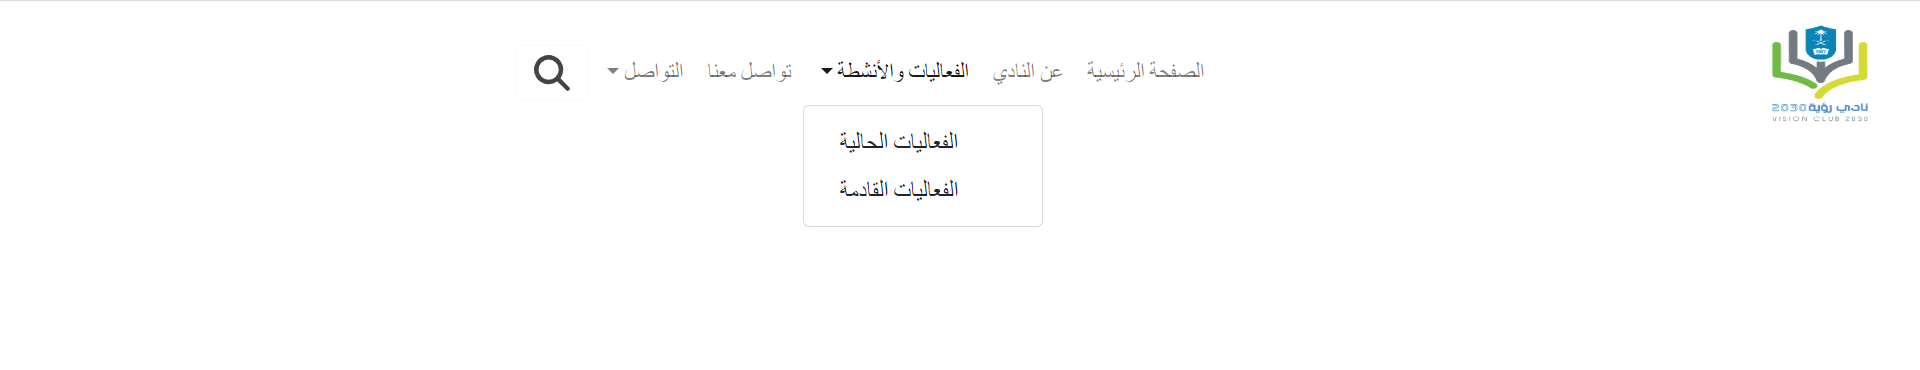 نادي رؤية 2030
VISION CLUB 2030
الصفحة الرئيسية
عن النادي
الفعاليات والأنشطة
تواصل معنا
التواصل
الفعاليات الحالية
الفعاليات القادمة